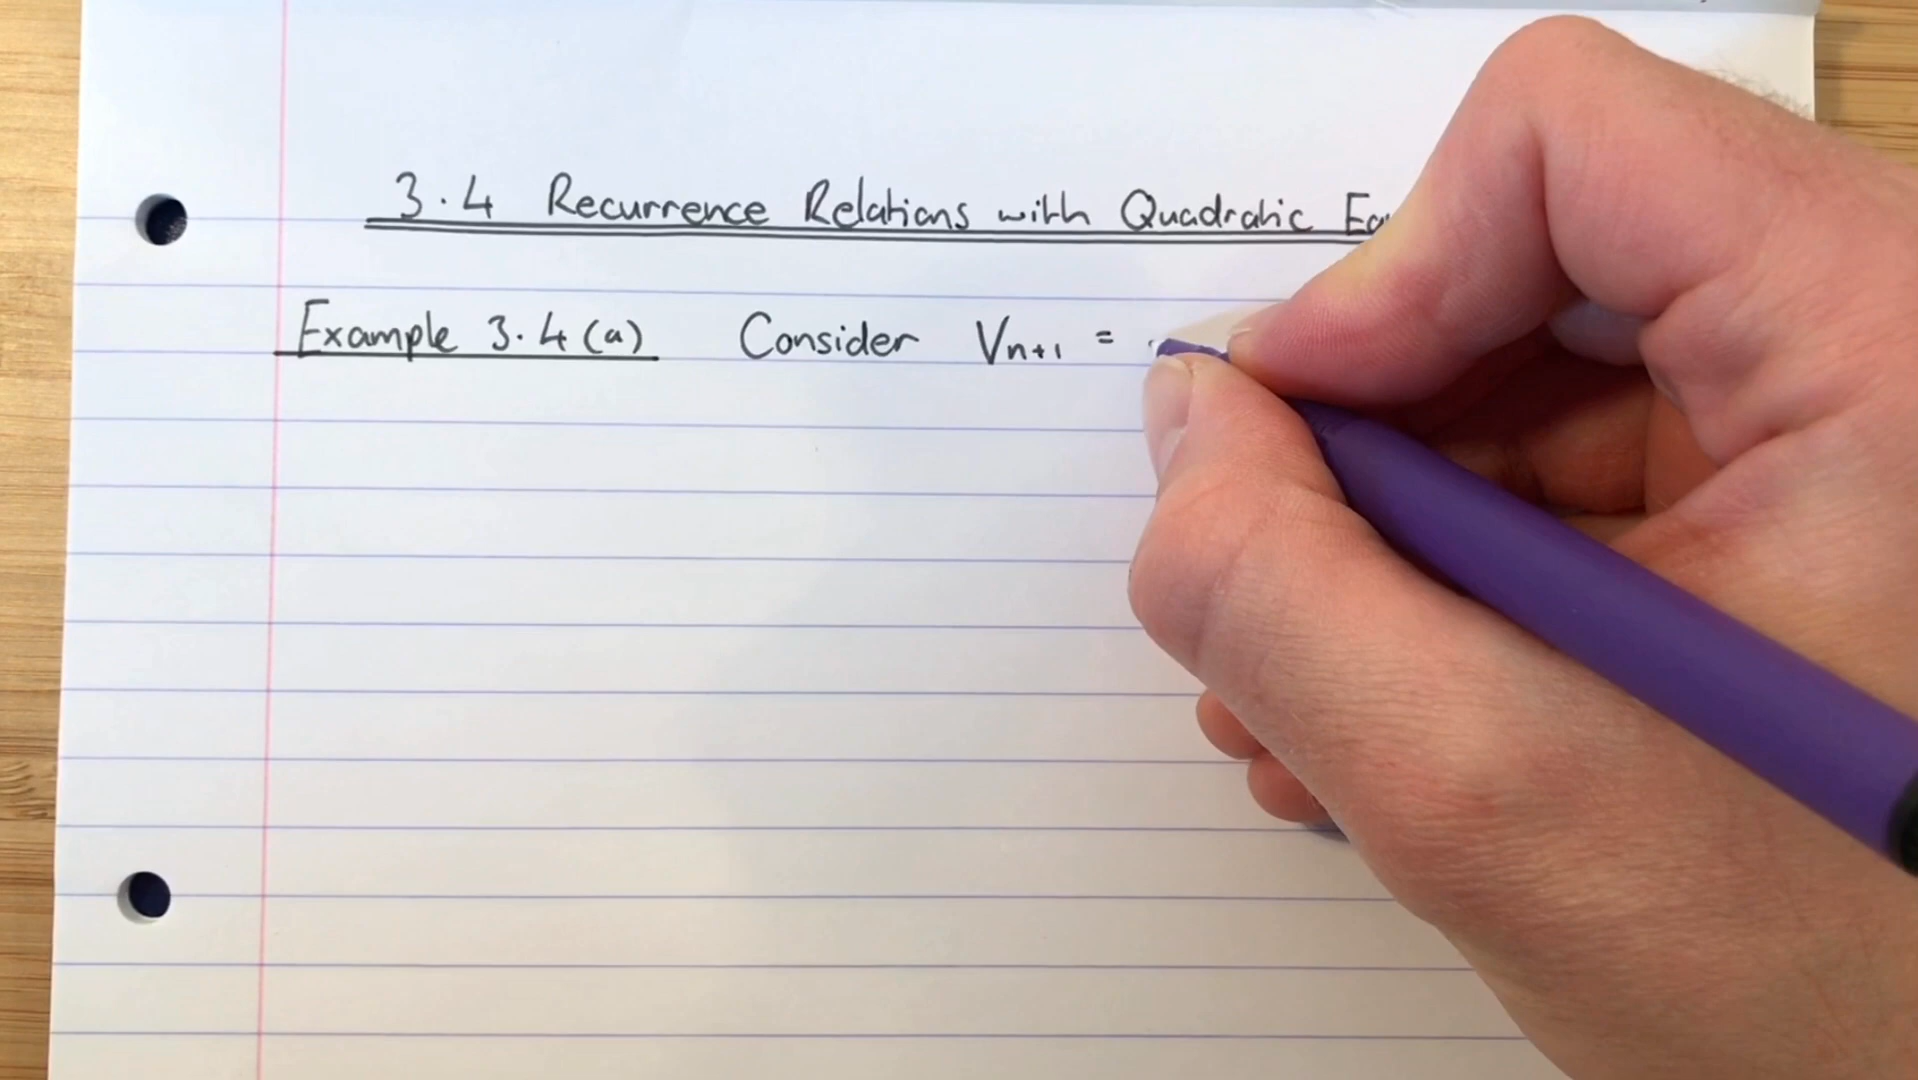 3.4 Recurrence Relations with Quadratic
Example 3.4 (a) Consider Vn+1 =